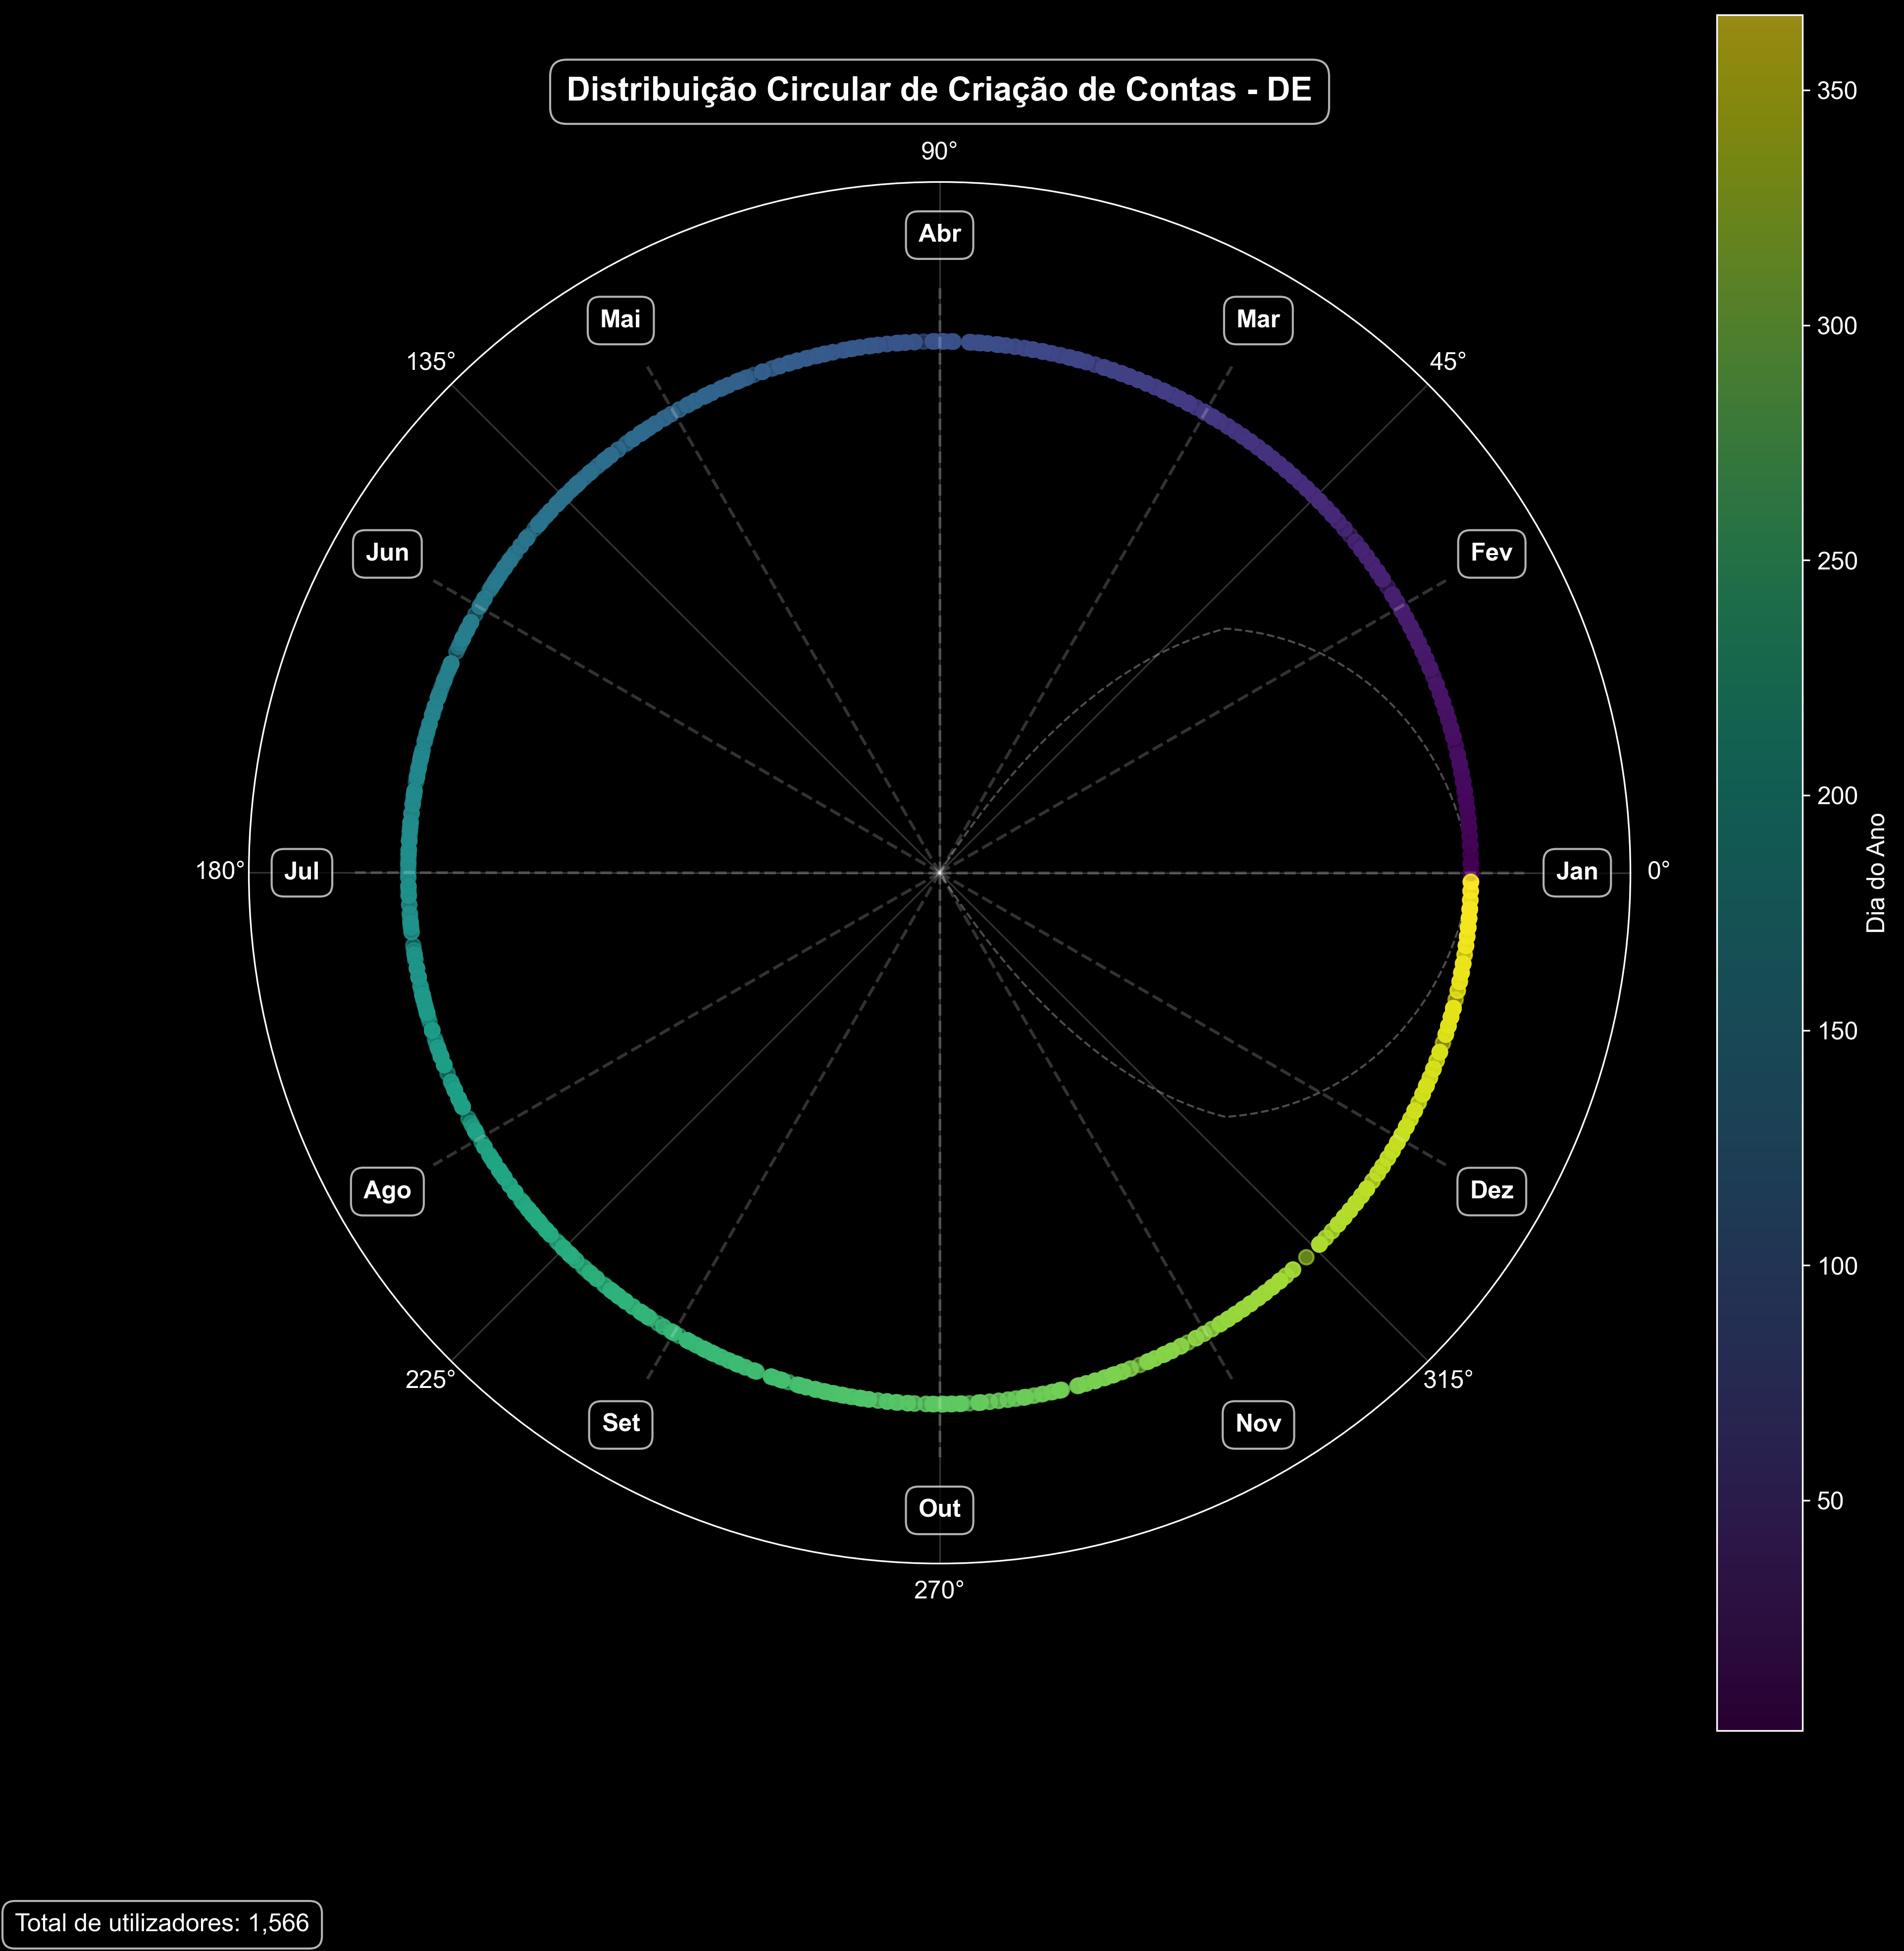 Distribuição Circular de Criação de Contas - DE
90°
Abr
Mai
Mar
135°
45°
Jun
Fev
180°
Jul
Jan
0°
Ago
Dez
225°
315°
Set
Nov
Out
270°
350
300
250
200
150
100
50
Dia do Ano
Total de utilizadores: 1,566